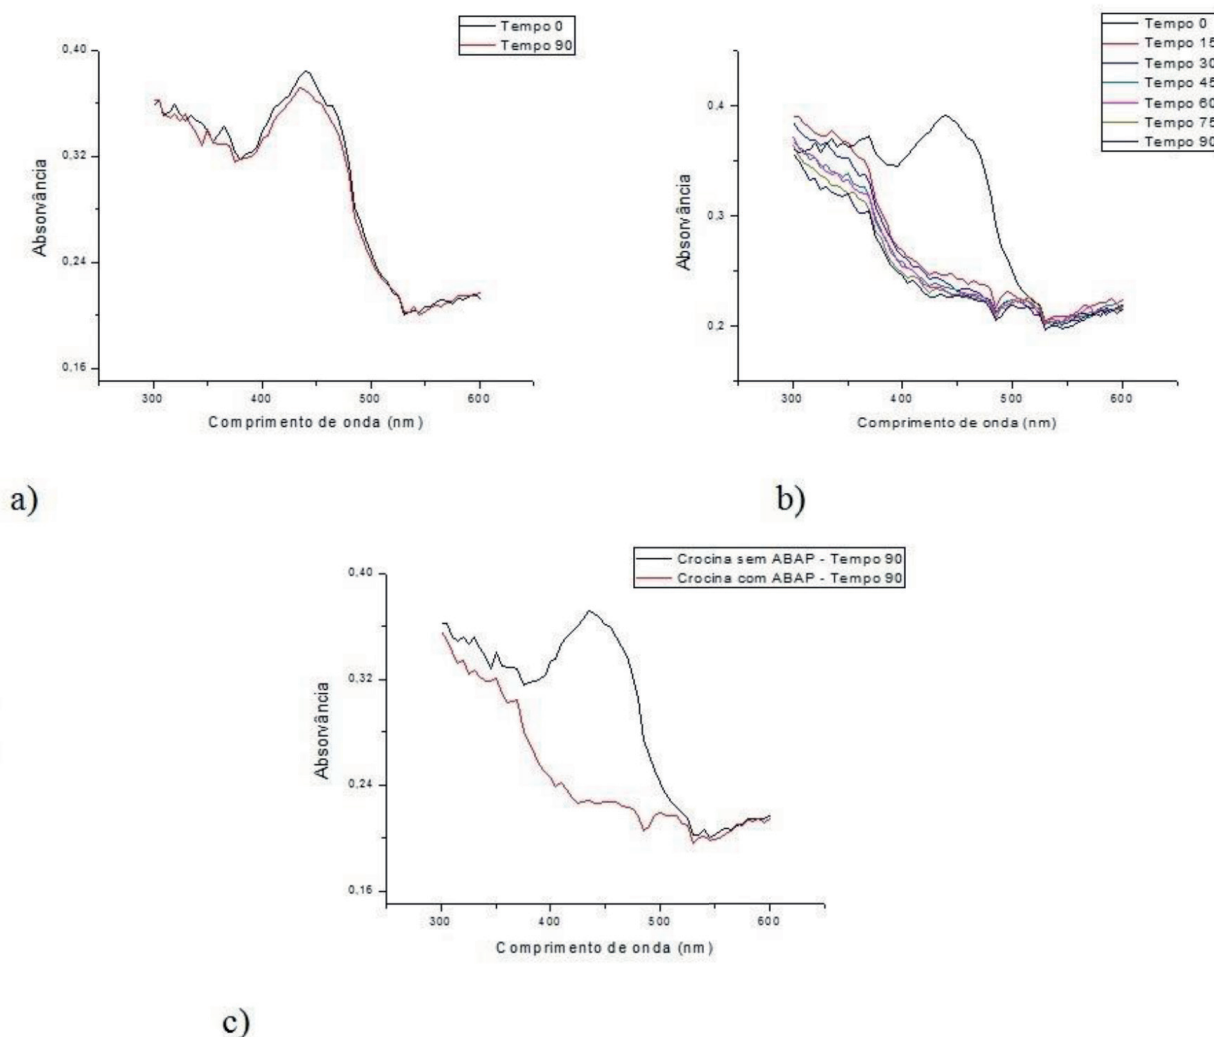 Tempo 0
Tempo 90
0,40
0,32
0,24
0,16
Absorvância
300 400 500 600
Comprimento de onda (nm)
a)
Tempo 0
Tempo 15
Tempo 30
Tempo 45
Tempo 60
Tempo 75
Tempo 90
0,4
0,3
0,2
Absorvância
300 400 500 600
Comprimento de onda (nm)
b)
Crocina sem ABAP - Tempo 90
Crocina com ABAP - Tempo 90
0,40
0,32
0,24
0,16
Absorvância
300 400 500 600
Comprimento de onda (nm)
c)